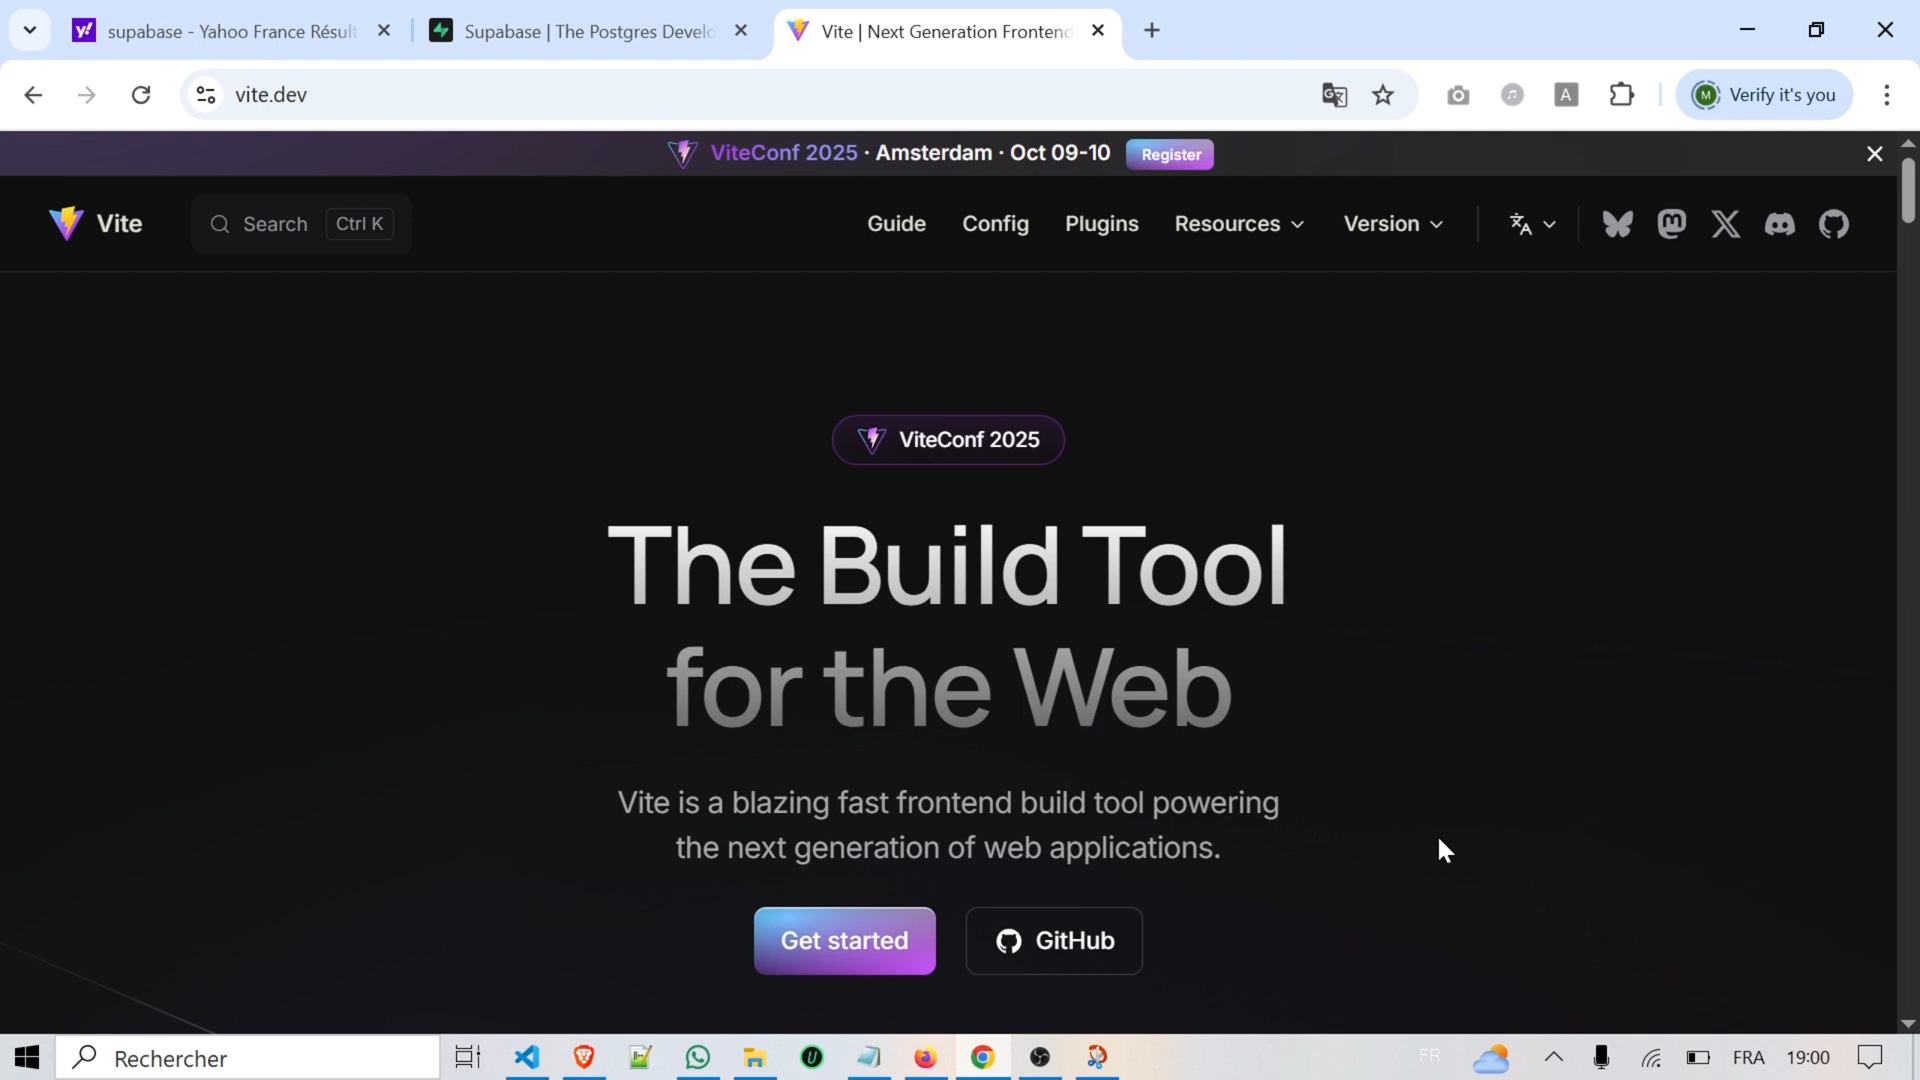 supabase - Yahoo France Résult
Supabase | The Postgres Develo
Vite | Next Generation Frontend
vite.dev
A
M
Verify it's you
ViteConf 2025 · Amsterdam · Oct 09-10
Register
Vite
Search
Ctrl K
Guide
Config
Plugins
Resources
Version
ViteConf 2025
The Build Tool
for the Web
Vite is a blazing fast frontend build tool powering
the next generation of web applications.
Get started
GitHub
Rechercher
FR
FRA
19:00